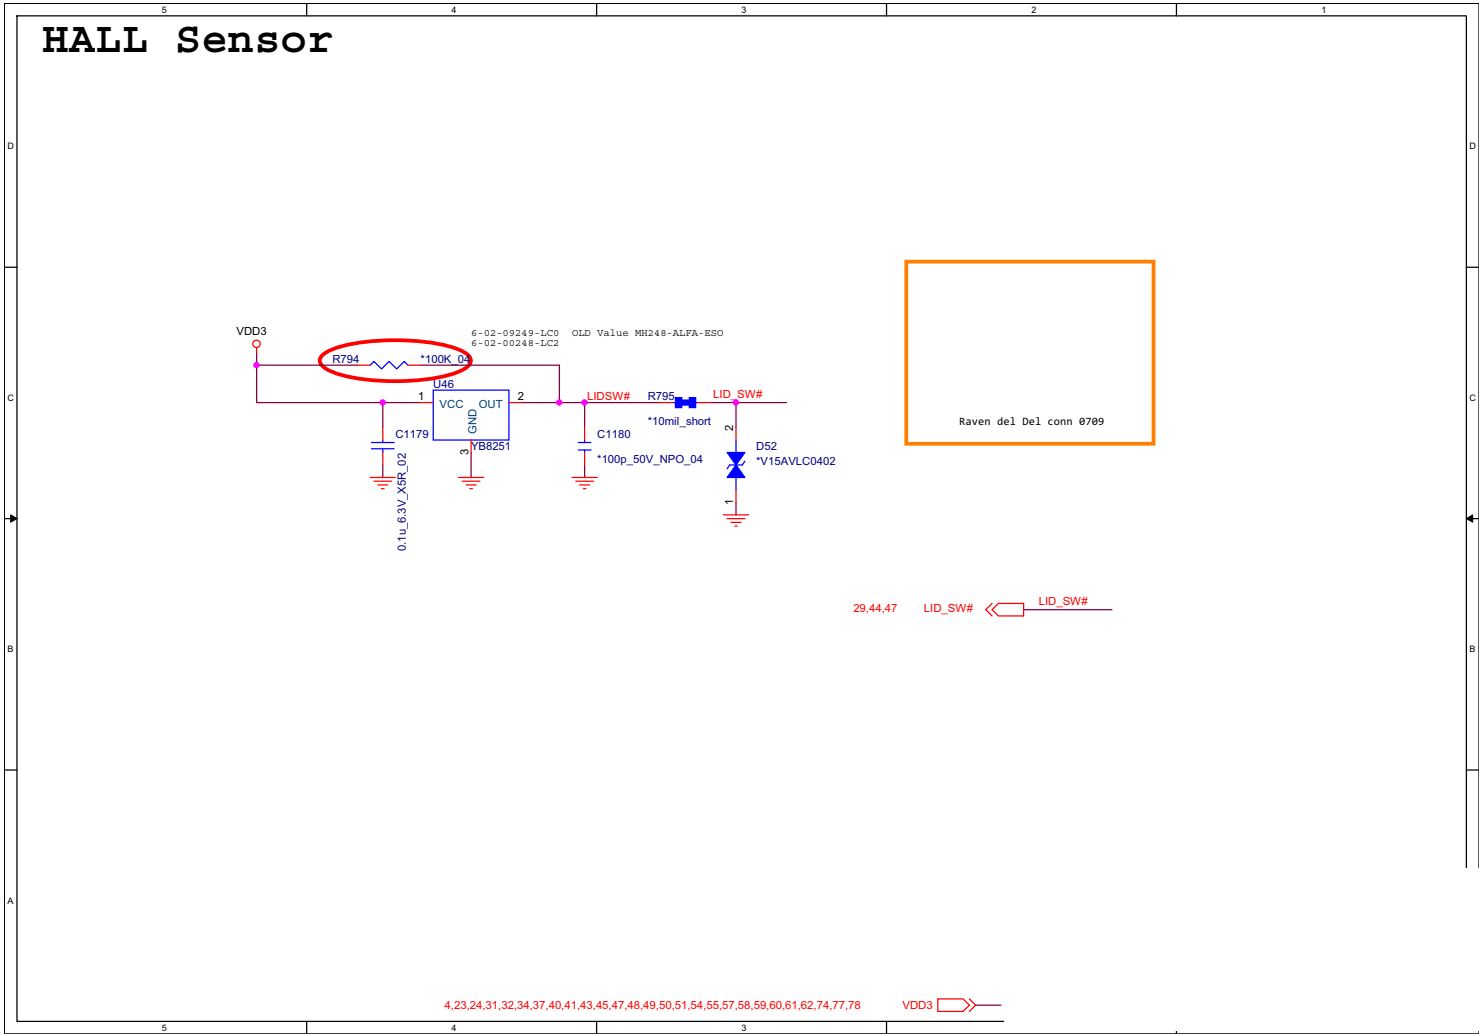 5 4 3 2 1
HALL Sensor
D D
VDD3
6-02-09249-LC0 OLD Value MH248-ALFA-ESO
6-02-00248-LC2
R794 *100K_04
U46
1 VCC OUT 2
GND
3
YB8251
LIDSW# R795 LID_SW#
*10mil_short
C C
C1179
0.1u_6.3V_X5R_02
C1180
*100p_50V_NPO_04
2
D52
*V15AVLC0402
1
Raven del Del conn 0709
29,44,47 LID_SW# LID_SW#
B B
A
4,23,24,31,32,34,37,40,41,43,45,47,48,49,50,51,54,55,57,58,59,60,61,62,74,77,78 VDD3
5 4 3